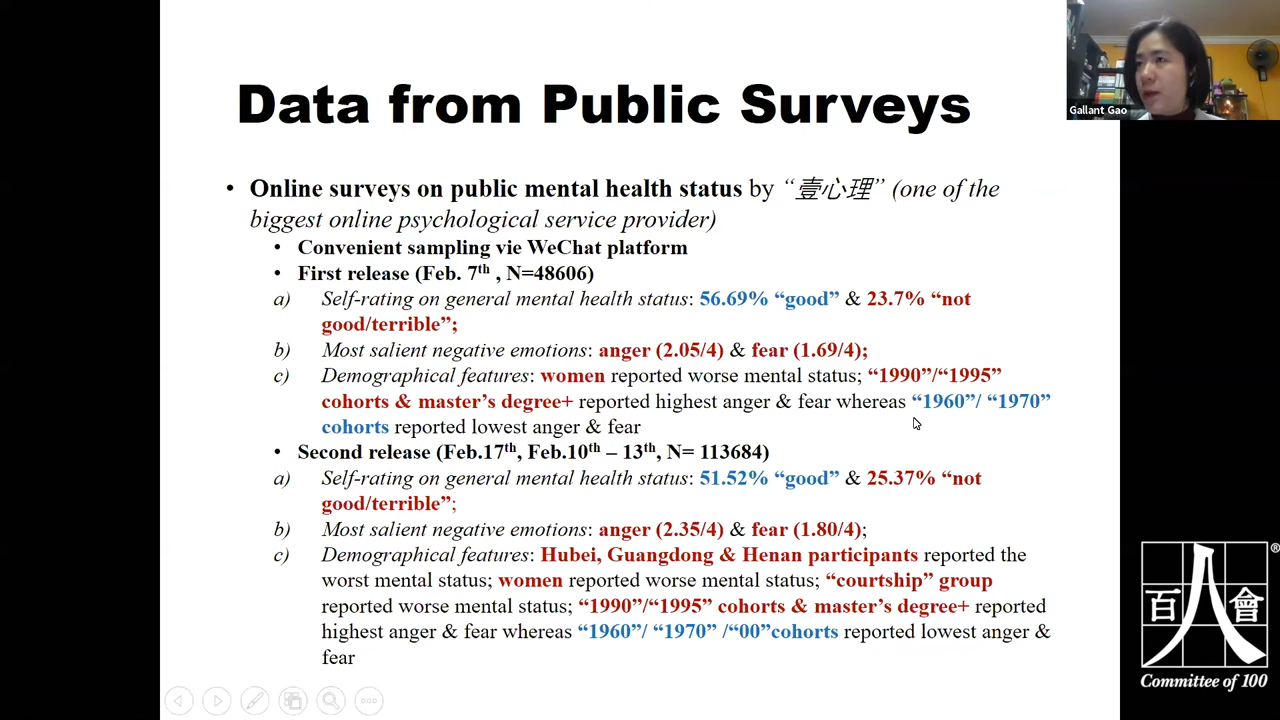 Gallant Gao
Data from Public Surveys
• Online surveys on public mental health status by “壹心理” (one of the
biggest online psychological service provider)
• Convenient sampling vie WeChat platform
• First release (Feb. 7th , N=48606)
a) Self-rating on general mental health status: 56.69% “good” & 23.7% “not
good/terrible”;
b) Most salient negative emotions: anger (2.05/4) & fear (1.69/4);
c) Demographical features: women reported worse mental status; “1990”/“1995”
cohorts & master’s degree+ reported highest anger & fear whereas “1960”/ “1970”
cohorts reported lowest anger & fear
• Second release (Feb.17th, Feb.10th – 13th, N= 113684)
a) Self-rating on general mental health status: 51.52% “good” & 25.37% “not
good/terrible”;
b) Most salient negative emotions: anger (2.35/4) & fear (1.80/4);
c) Demographical features: Hubei, Guangdong & Henan participants reported the
worst mental status; women reported worse mental status; “courtship” group
reported worse mental status; “1990”/“1995” cohorts & master’s degree+ reported
highest anger & fear whereas “1960”/ “1970” /“00”cohorts reported lowest anger &
fear
百人會®
Committee of 100